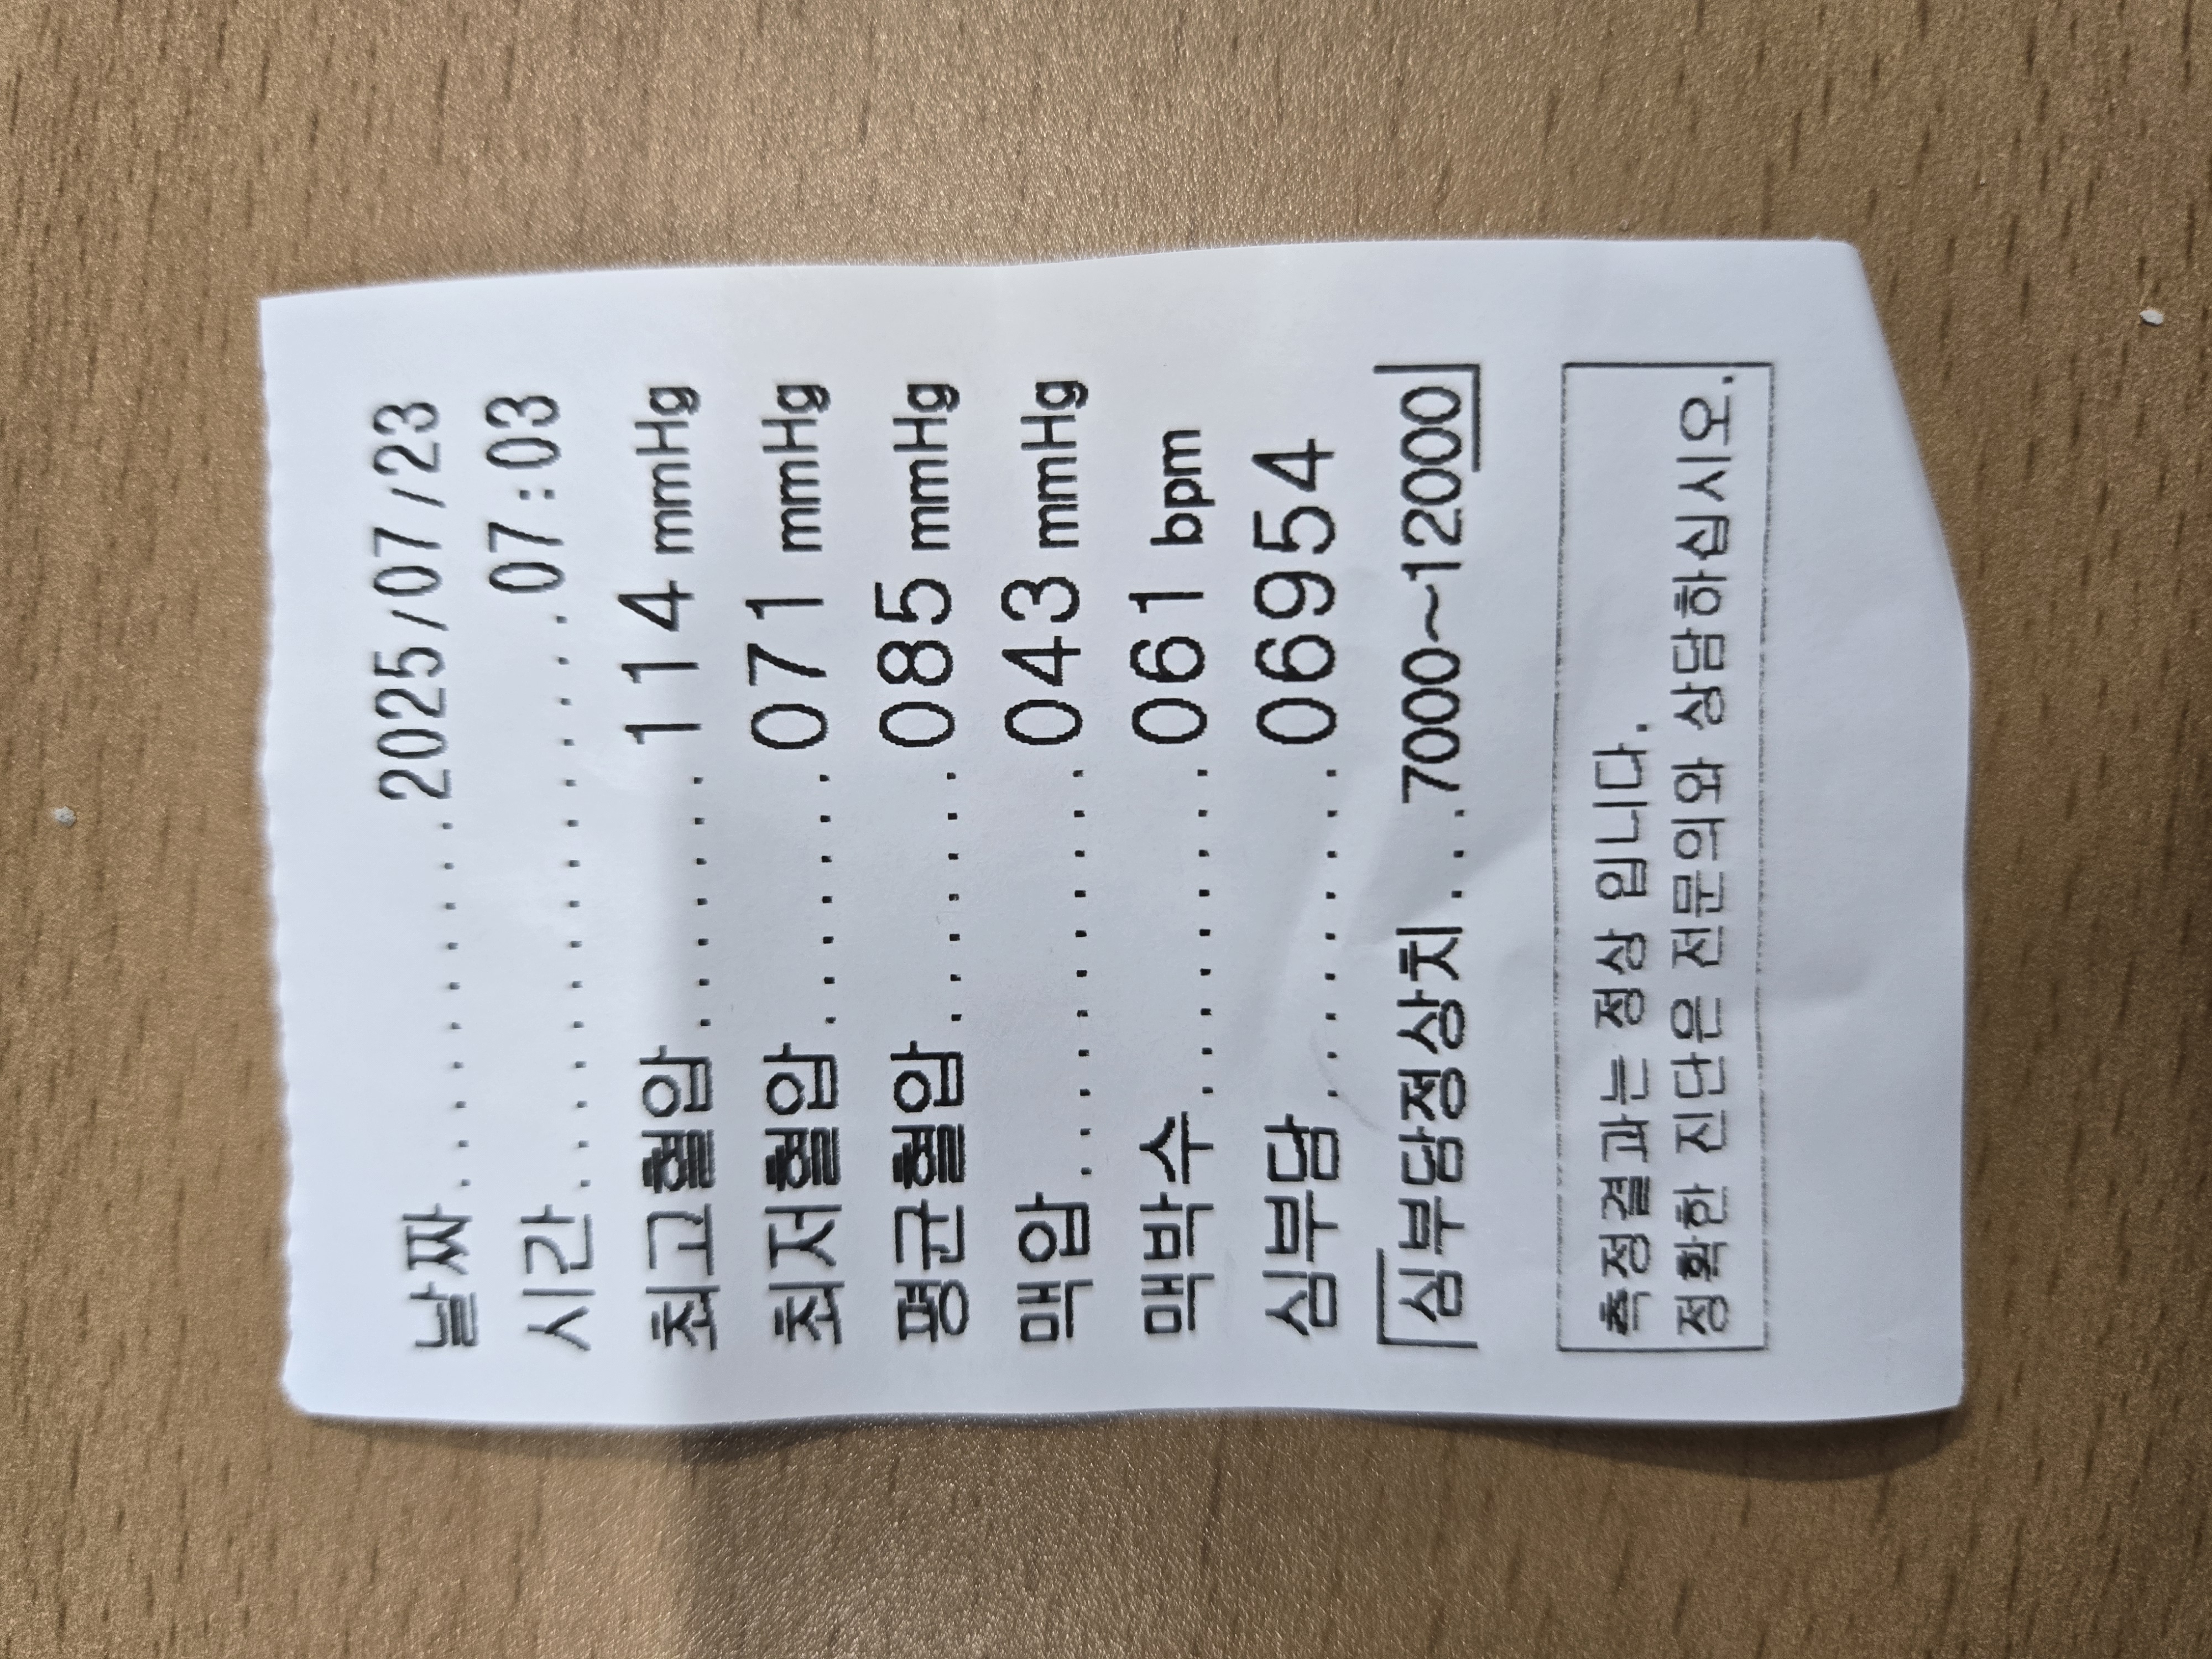 날짜...............2025/07/23
시간...................07:03
최고혈압.......114 mmHg
최저혈압.......071 mmHg
평균혈압.......085 mmHg
맥압...........043 mmHg
맥박수.........061 bpm
심부담.........06954
심부담정상치...7000~12000
측정결과는 정상 입니다.
정확한 진단은 전문의와 상담하십시오.